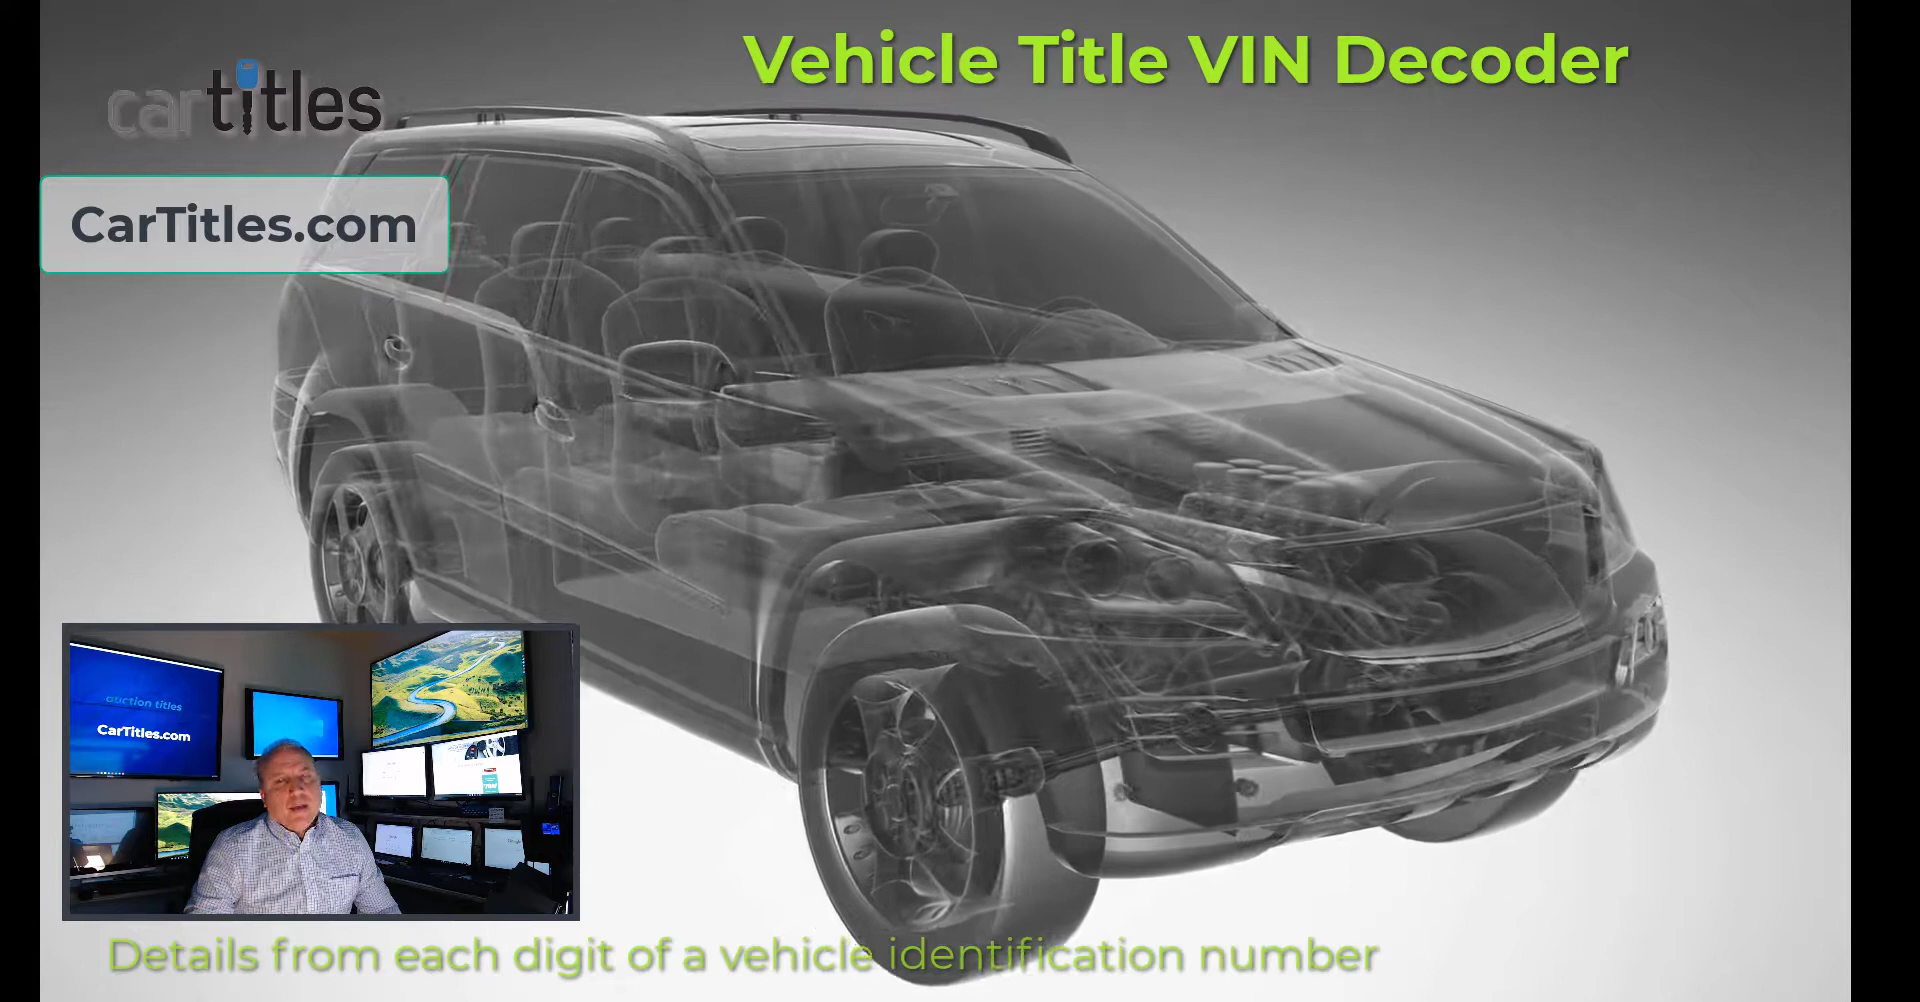 Vehicle Title VIN Decoder
cartitles
CarTitles.com
auction titles
CarTitles.com
Details from each digit of a vehicle identification number